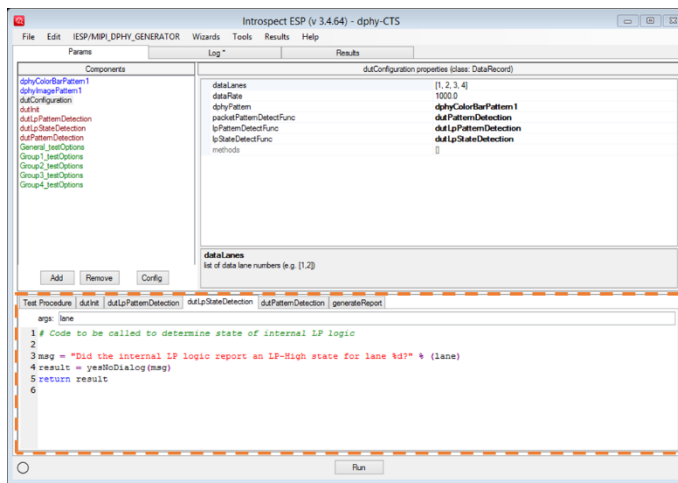 Introspect ESP (v 3.4.64) - dphy-CTS
File Edit IESP/MIPI_DPHY_GENERATOR Wizards Tools Results Help
Params Log * Results
Components
dphyColorBarPattern1
dphyImagePattern1
dutConfiguration
dutInit
dutLpPatternDetection
dutLpStateDetection
dutPatternDetection
General_testOptions
Group1_testOptions
Group2_testOptions
Group3_testOptions
Group4_testOptions
Add Remove Config
dutConfiguration properties (class: DataRecord)
dataLanes [1, 2, 3, 4]
dataRate 1000.0
dphyPattern dphyColorBarPattern1
packetPatternDetectFunc dutPatternDetection
lpPatternDetectFunc dutLpPatternDetection
lpStateDetectFunc dutLpStateDetection
methods []
dataLanes
list of data lane numbers (e.g. [1,2])
Test Procedure dutInit dutLpPatternDetection dutLpStateDetection dutPatternDetection generateReport
args: lane
1 # Code to be called to determine state of internal LP logic
2
3 msg = "Did the internal LP logic report an LP-High state for lane %d?" % (lane)
4 result = yesNoDialog(msg)
5 return result
6
Run